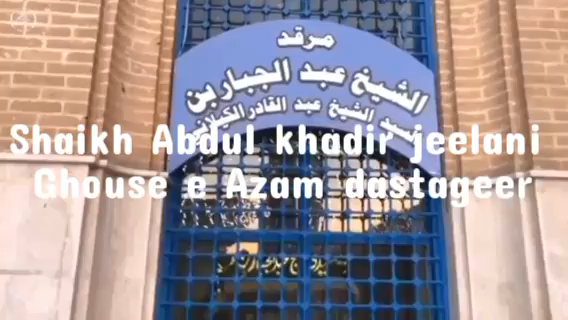 مرقد
الشيخ عبد الجبار بن
سيد الشيخ عبد القادر الكيلاني
Shaikh Abdul khadir jeelani
Ghouse e Azam dastageer